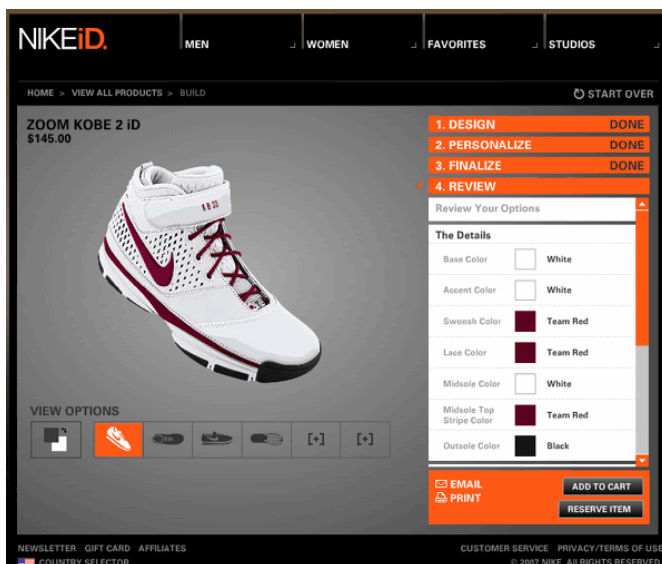 NIKEiD.
MEN
WOMEN
FAVORITES
STUDIOS
HOME > VIEW ALL PRODUCTS > BUILD
START OVER
ZOOM KOBE 2 iD
$145.00
1. DESIGN DONE
2. PERSONALIZE DONE
3. FINALIZE DONE
4. REVIEW
Review Your Options
The Details
Base Color White
Accent Color White
Swoosh Color Team Red
Lace Color Team Red
Midsole Color White
Midsole Top
Stripe Color Team Red
Outsole Color Black
VIEW OPTIONS
[+] [+]
EMAIL
PRINT
ADD TO CART
RESERVE ITEM
NEWSLETTER GIFT CARD AFFILIATES
CUSTOMER SERVICE PRIVACY/TERMS OF USE
COUNTRY SELECTOR
© 2007 NIKE. ALL RIGHTS RESERVED